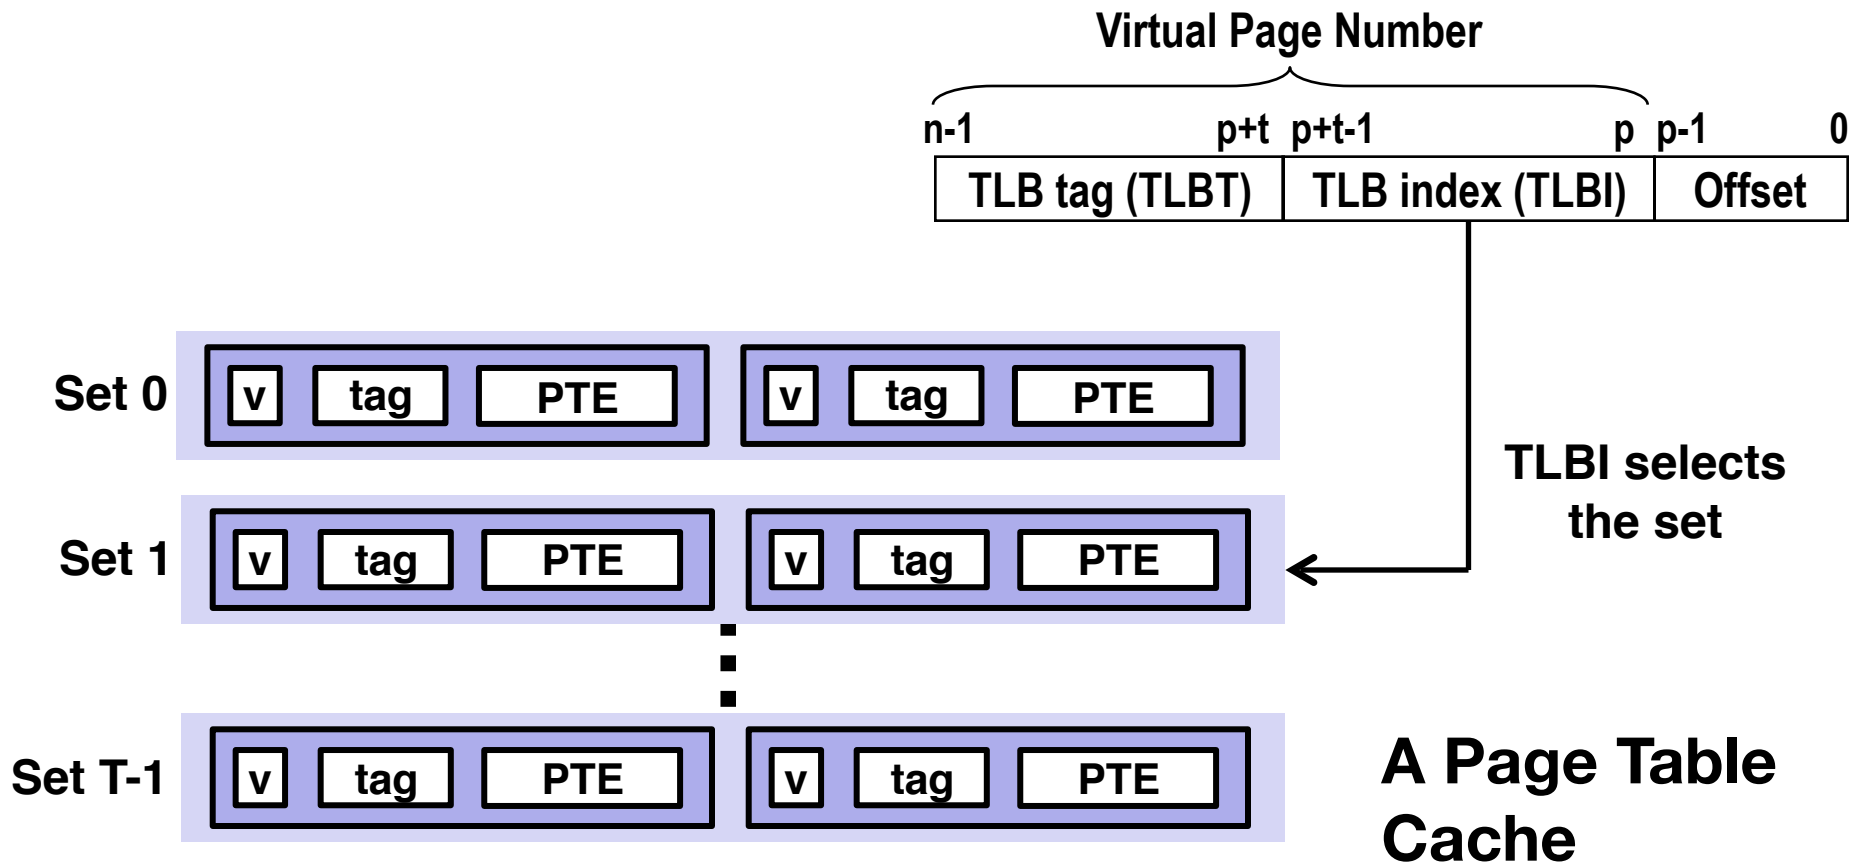 Virtual Page Number
n-1 p+t p+t-1 p p-1 0
TLB tag (TLBT) TLB index (TLBI) Offset
Set 0 v tag PTE v tag PTE
TLBI selects
the set
Set 1 v tag PTE v tag PTE
Set T-1 v tag PTE v tag PTE
A Page Table
Cache